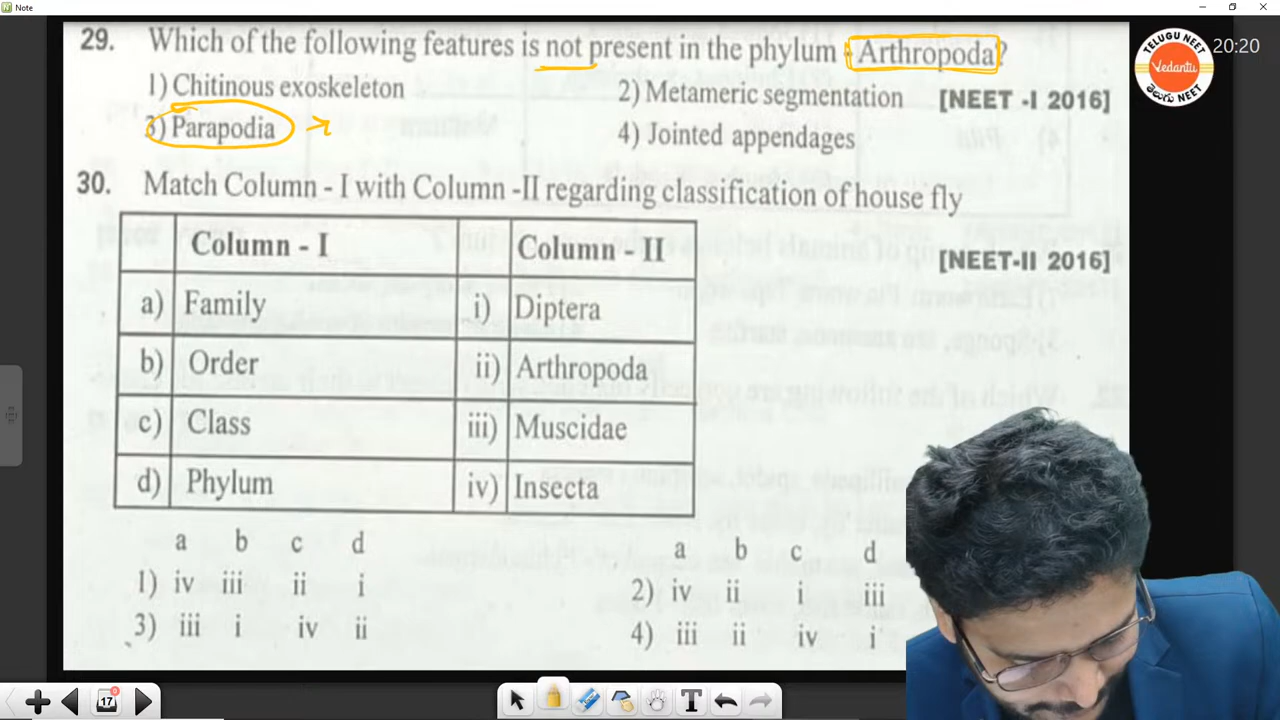 Note
20:20
TELUGU NEET
Vedantu
తెలుగు NEET
29. Which of the following features is not present in the phylum - Arthropoda?
1) Chitinous exoskeleton 2) Metameric segmentation [NEET -I 2016]
3) Parapodia 4) Jointed appendages
30. Match Column - I with Column -II regarding classification of house fly
[NEET-II 2016]
Column - I Column - II
a) Family i) Diptera
b) Order ii) Arthropoda
c) Class iii) Muscidae
d) Phylum iv) Insecta
a b c d a b c d
1) iv iii ii i 2) iv ii i iii
3) iii i iv ii 4) iii ii iv i
17
T